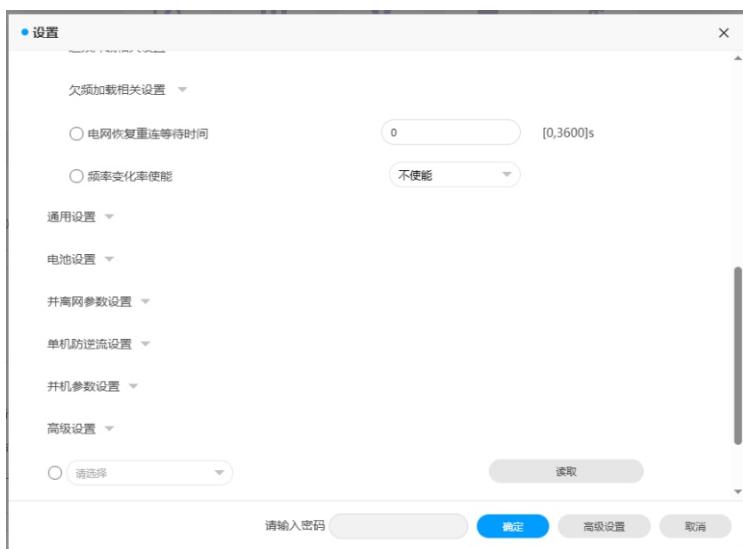 设置
欠频加载相关设置
电网恢复重连等待时间 0 [0,3600]s
频率变化率使能 不使能
通用设置
电池设置
并离网参数设置
单机防逆流设置
并机参数设置
高级设置
请选择 读取
请输入密码 确定 高级设置 取消